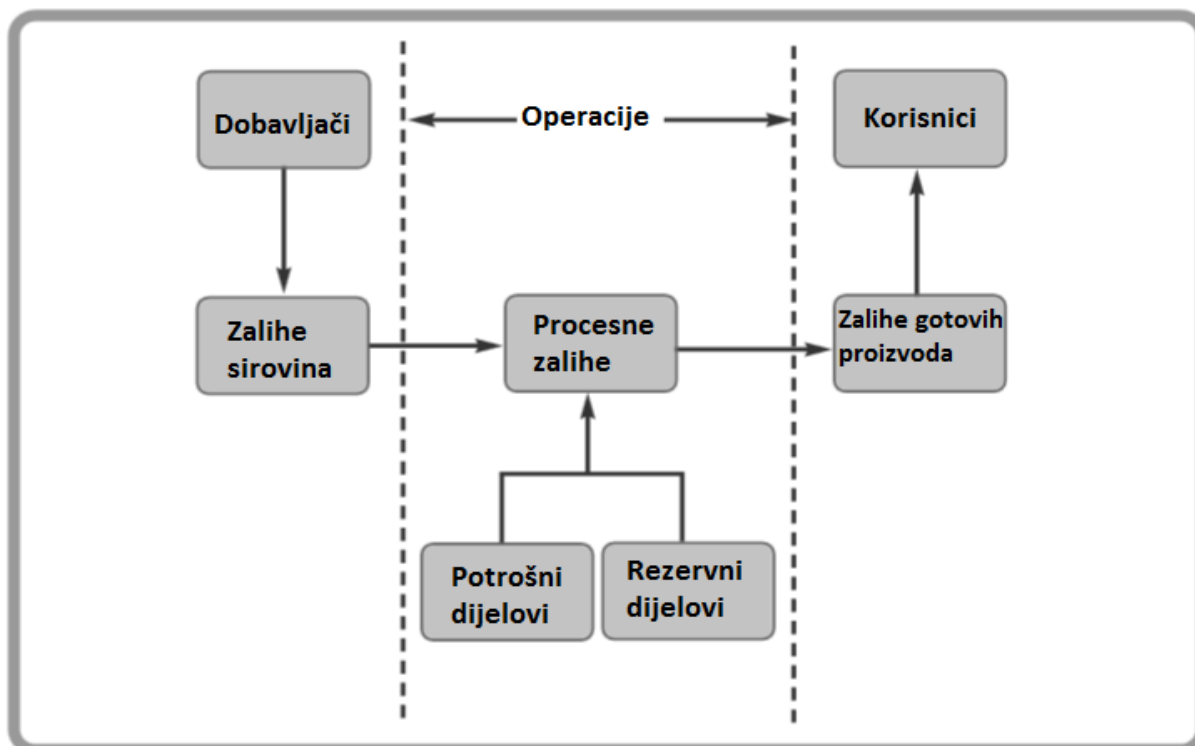 Dobavljači
Operacije
Korisnici
Zalihe
sirovina
Procesne
zalihe
Zalihe gotovih
proizvoda
Potrošni
dijelovi
Rezervni
dijelovi